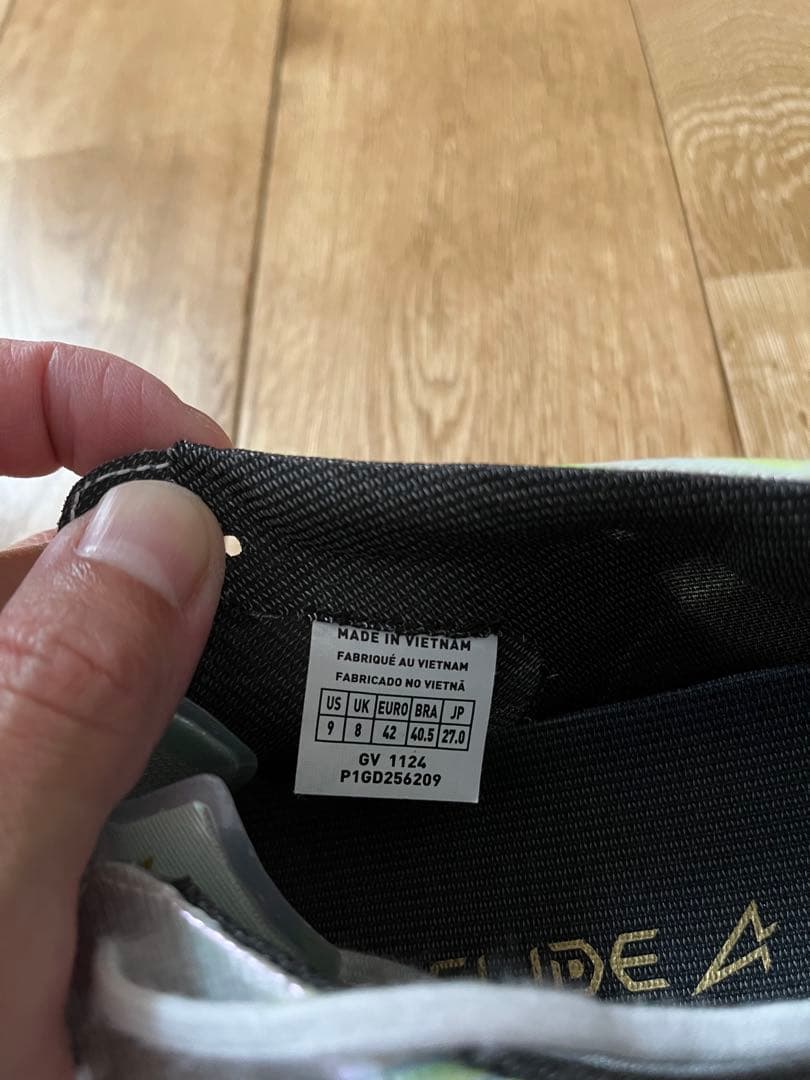 MADE IN VIETNAM
FABRIQUÉ AU VIETNAM
FABRICADO NO VIETNÃ
US UK EURO BRA JP
9 8 42 40.5 27.0
GV 1124
P1GD256209